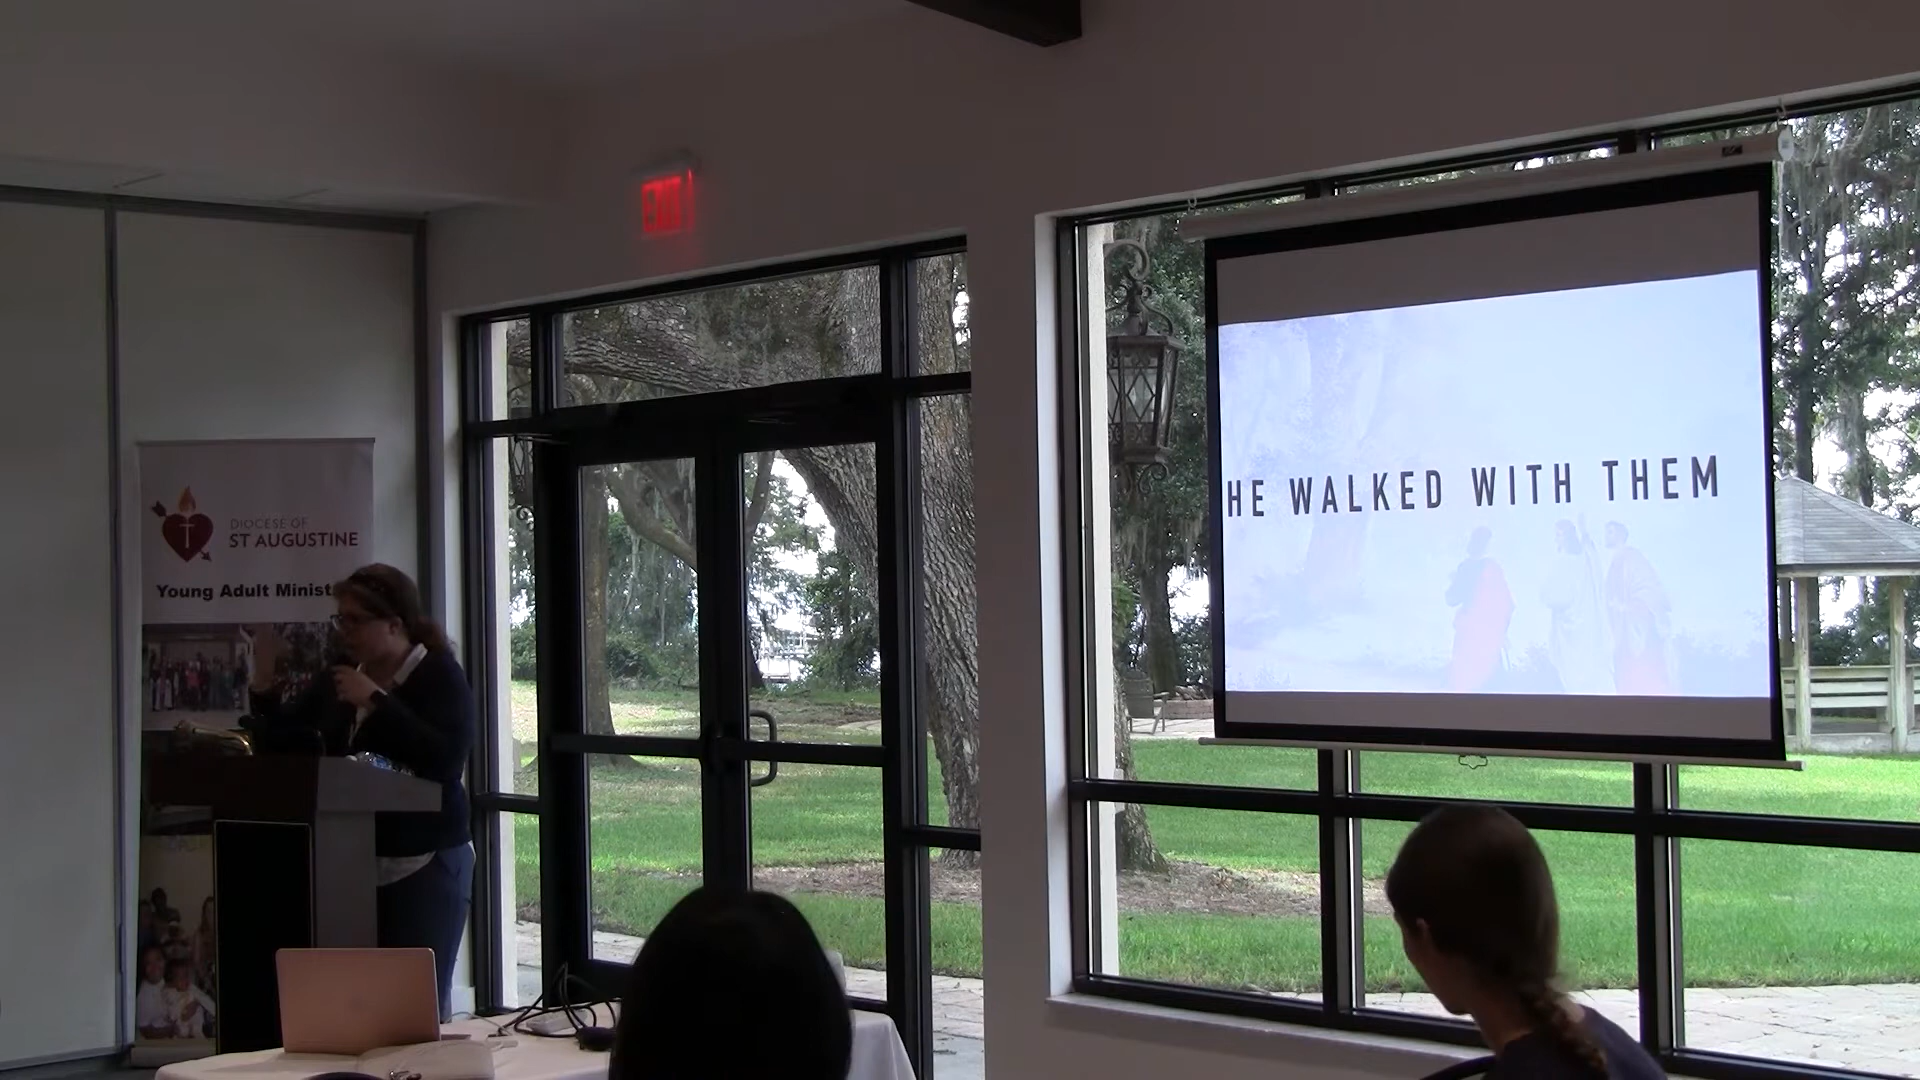 EXIT
DIOCESE OF
ST AUGUSTINE
Young Adult Minist
HE WALKED WITH THEM